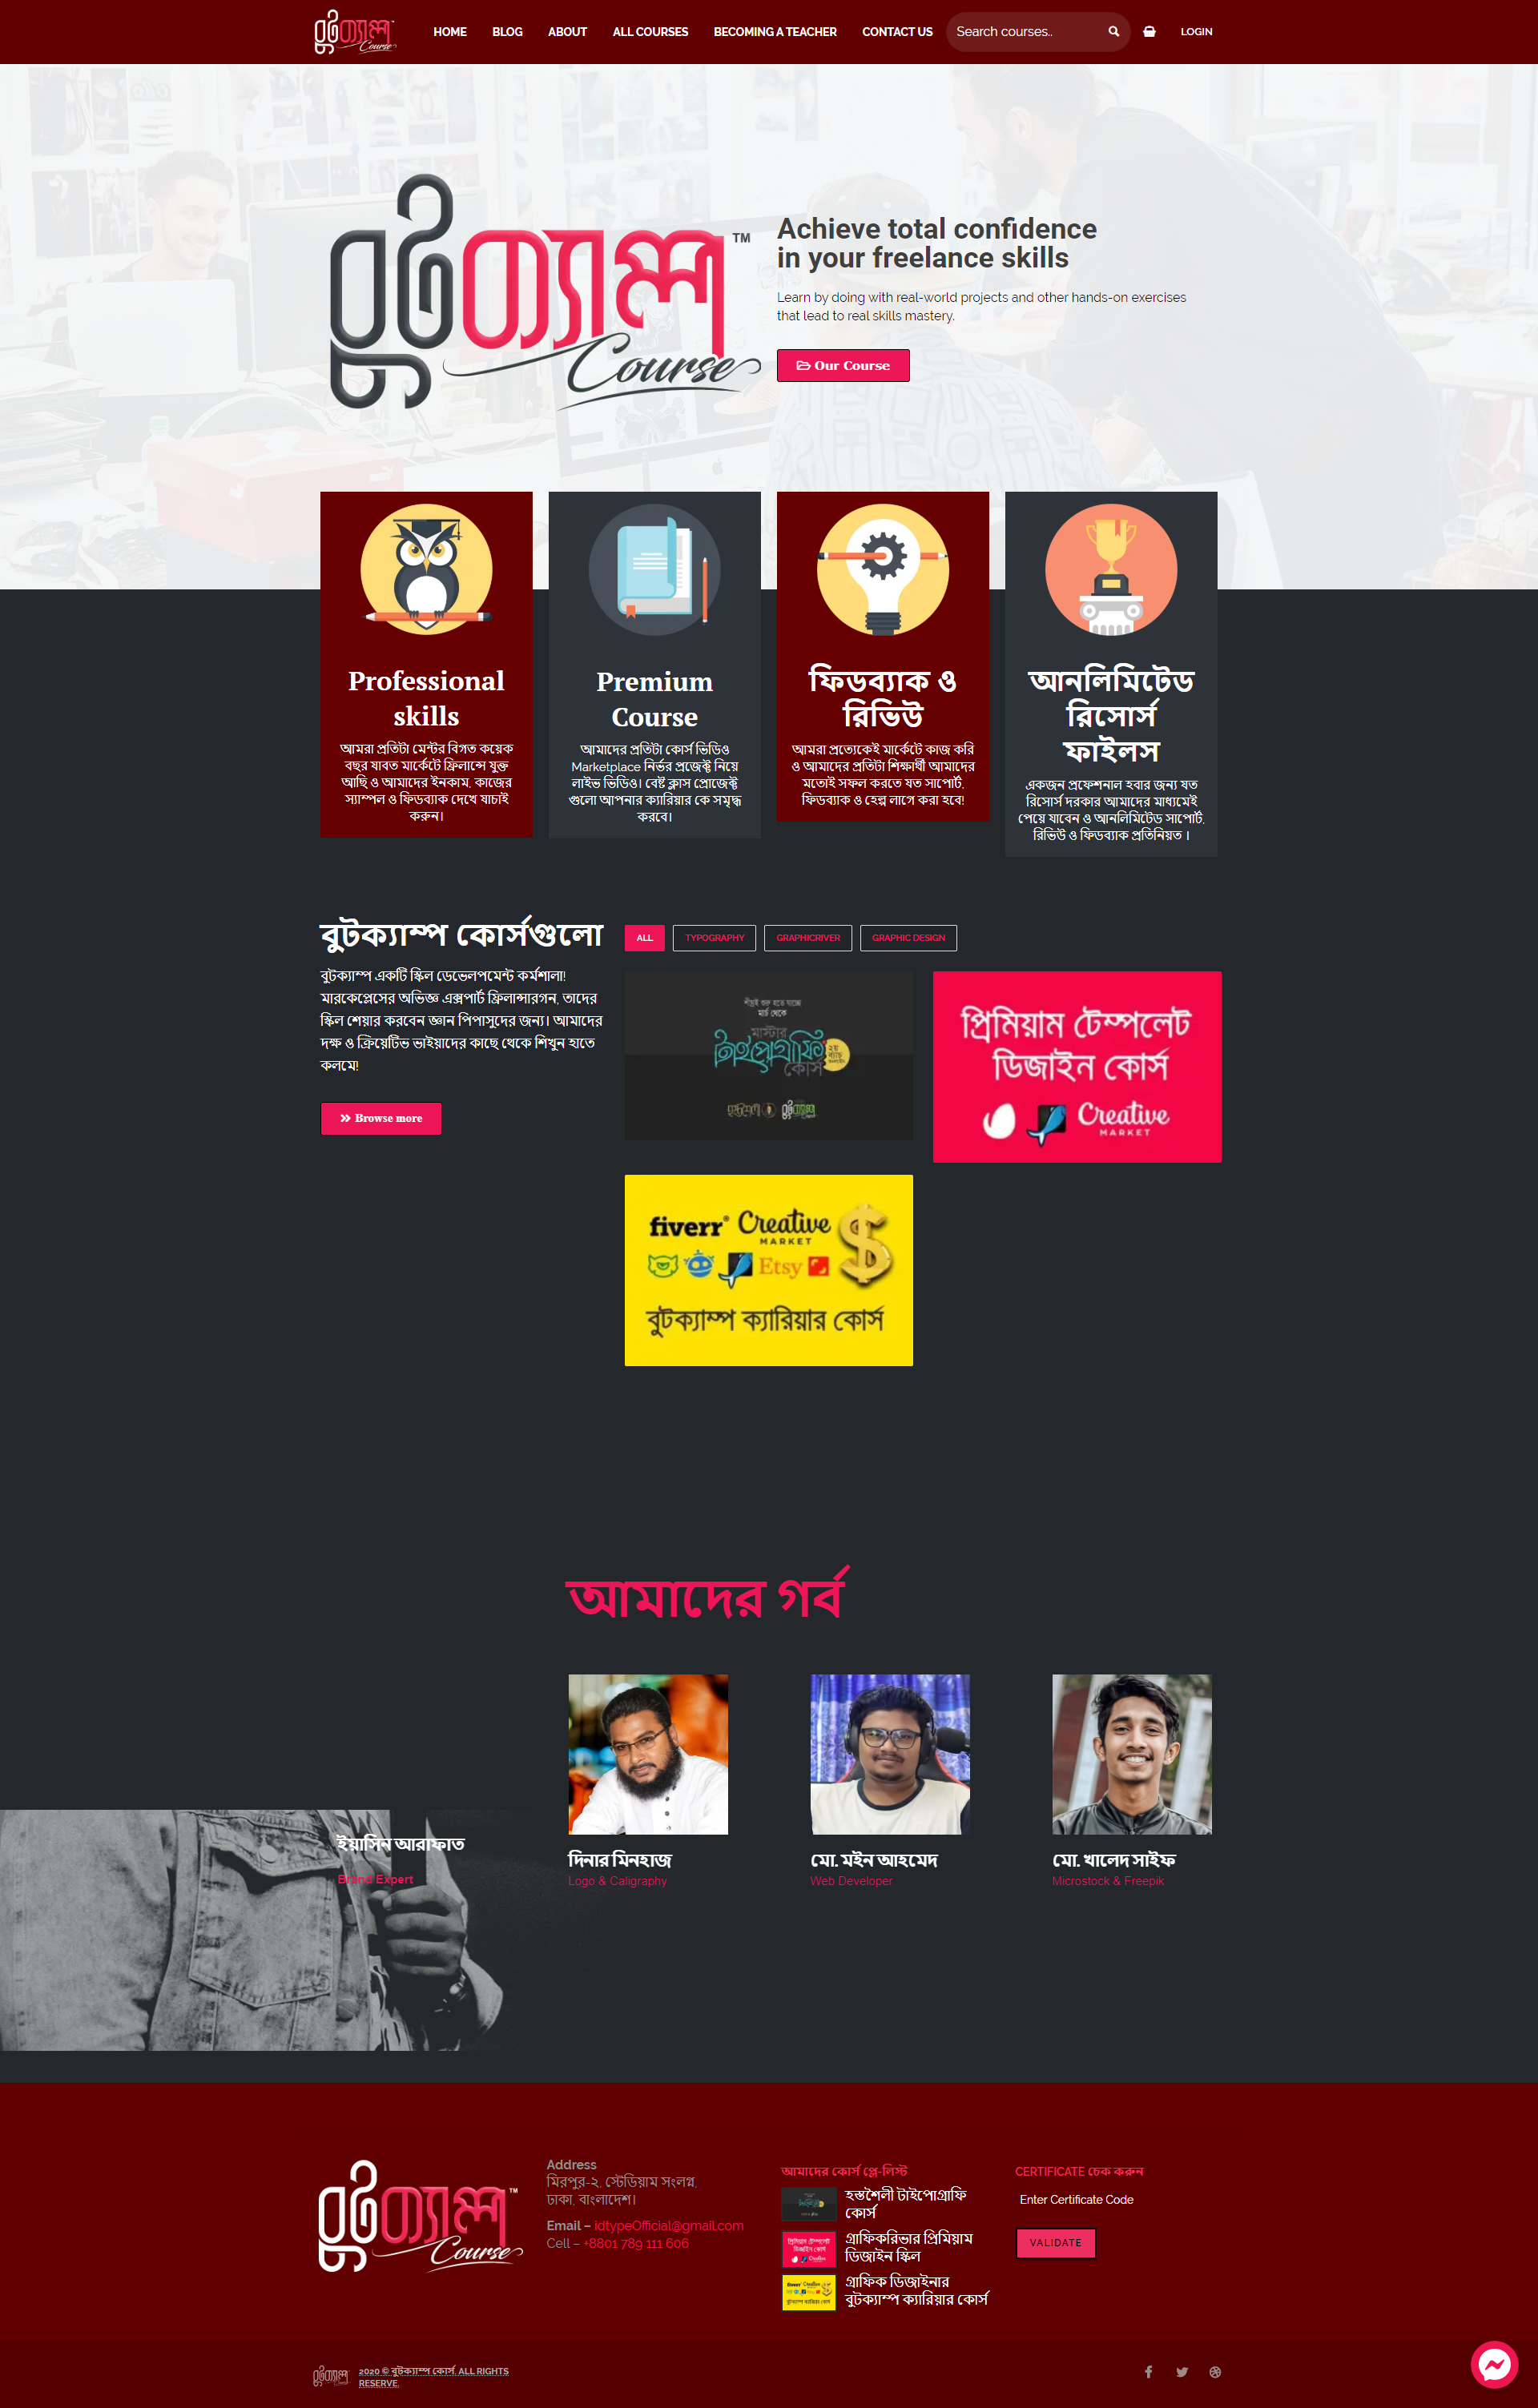 বুটক্যাম্প
Course
HOME
BLOG
ABOUT
ALL COURSES
BECOMING A TEACHER
CONTACT US
Search courses..
LOGIN
বুটক্যাম্প
TM
Course
Achieve total confidence
in your freelance skills
Learn by doing with real-world projects and other hands-on exercises
that lead to real skills mastery.
Our Course
Professional
skills
আমরা প্রতিটা মেন্টর বিগত কয়েক
বছর যাবত মার্কেটে ফ্রিলান্সে যুক্ত
আছি ও আমাদের ইনকাম, কাজের
স্যাম্পল ও ফিডব্যাক দেখে যাচাই
করুন।
Premium
Course
আমাদের প্রতিটা কোর্স ভিডিও
Marketplace নির্ভর প্রজেক্ট নিয়ে
লাইভ ভিডিও। বেষ্ট ক্লাস প্রোজেক্ট
গুলো আপনার ক্যারিয়ার কে সমৃদ্ধ
করবে।
ফিডব্যাক ও
রিভিউ
আমরা প্রত্যেকেই মার্কেটে কাজ করি
ও আমাদের প্রতিটা শিক্ষার্থী আমাদের
মতোই সফল করতে যত সাপোর্ট,
ফিডব্যাক ও হেল্প লাগে করা হবে!
আনলিমিটেড
রিসোর্স
ফাইলস
একজন প্রফেশনাল হবার জন্য যত
রিসোর্স দরকার আমাদের মাধ্যমেই
পেয়ে যাবেন ও আনলিমিটেড সাপোর্ট,
রিভিউ ও ফিডব্যাক প্রতিনিয়ত ।
বুটক্যাম্প কোর্সগুলো
বুটক্যাম্প একটি স্কিল ডেভেলপমেন্ট কর্মশালা!
মারকেপ্লেসের অভিজ্ঞ এক্সপার্ট ফ্রিলান্সারগন, তাদের
স্কিল শেয়ার করবেন জ্ঞান পিপাসুদের জন্য। আমাদের
দক্ষ ও ক্রিয়েটিভ ভাইয়াদের কাছে থেকে শিখুন হাতে
কলমে!
Browse more
ALL
TYPOGRAPHY
GRAPHICRIVER
GRAPHIC DESIGN
শীঘ্রই শুরু হতে যাচ্ছে
মার্চ থেকে
মাস্টার
টাইপোগ্রাফি
কোর্স
প্রিমিয়াম টেম্পলেট
ডিজাইন কোর্স
Creative
MARKET
fiverr
Creative
MARKET
Etsy
বুটক্যাম্প ক্যারিয়ার কোর্স
আমাদের গর্ব
ইয়াসিন আরাফাত
Brand Expert
দিনার মিনহাজ
Logo & Caligraphy
মো. মইন আহমেদ
Web Developer
মো. খালেদ সাইফ
Microstock & Freepik
বুটক্যাম্প
TM
Course
Address
মিরপুর-২, স্টেডিয়াম সংলগ্ন,
ঢাকা, বাংলাদেশ।
Email – idtypeOfficial@gmail.com
Cell – +8801 789 111 606
আমাদের কোর্স প্লে-লিস্ট
হস্তশৈলী টাইপোগ্রাফি
কোর্স
গ্রাফিকরিভার প্রিমিয়াম
ডিজাইন স্কিল
গ্রাফিক ডিজাইনার
বুটক্যাম্প ক্যারিয়ার কোর্স
CERTIFICATE চেক করুন
Enter Certificate Code
VALIDATE
2020 © বুটক্যাম্প কোর্স. ALL RIGHTS
RESERVE.